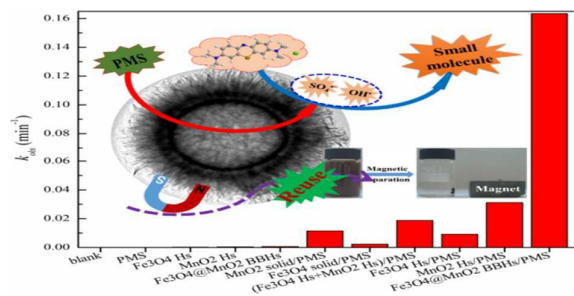 0.16
0.14
0.12
0.10
0.08
0.06
0.04
0.02
0.00
k_obs (min⁻¹)
PMS
Small
molecule
SO₄•⁻
OH•
S
N
Reuse
Magnetic
paration
Magnet
blank
PMS
Fe3O4 Hs
MnO2 Hs
Fe3O4@MnO2 BBHs
MnO2 solid/PMS
Fe3O4 solid/PMS
(Fe3O4 Hs+MnO2 Hs)/PMS
Fe3O4 Hs/PMS
MnO2 Hs/PMS
Fe3O4@MnO2 BBHs/PMS